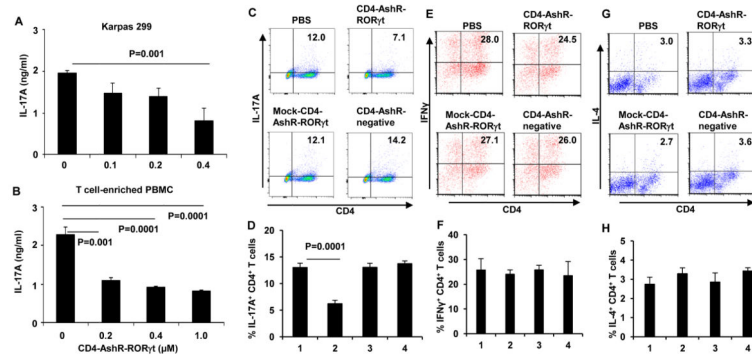 A
Karpas 299
P=0.001
IL-17A (ng/ml)
3
2
1
0
0 0.1 0.2 0.4
B
T cell-enriched PBMC
P=0.0001
P=0.0001
P=0.001
IL-17A (ng/ml)
3
2
1
0
0 0.2 0.4 1.0
CD4-AshR-RORγt (μM)
C
PBS
CD4-AshR-
RORγt
12.0
7.1
Mock-CD4-
AshR-RORγt
CD4-AshR-
negative
12.1
14.2
IL-17A
CD4
D
P=0.0001
% IL-17A⁺ CD4⁺ T cells
20
15
10
5
0
1 2 3 4
E
PBS
CD4-AshR-
RORγt
28.0
24.5
Mock-CD4-
AshR-RORγt
CD4-AshR-
negative
27.1
26.0
IFNγ
CD4
F
% IFNγ⁺ CD4⁺ T cells
40
30
20
10
0
1 2 3 4
G
PBS
CD4-AshR-
RORγt
3.0
3.3
Mock-CD4-
AshR-RORγt
CD4-AshR-
negative
2.7
3.6
IL-4
CD4
H
% IL-4⁺ CD4⁺ T cells
6
5
4
3
2
1
0
1 2 3 4